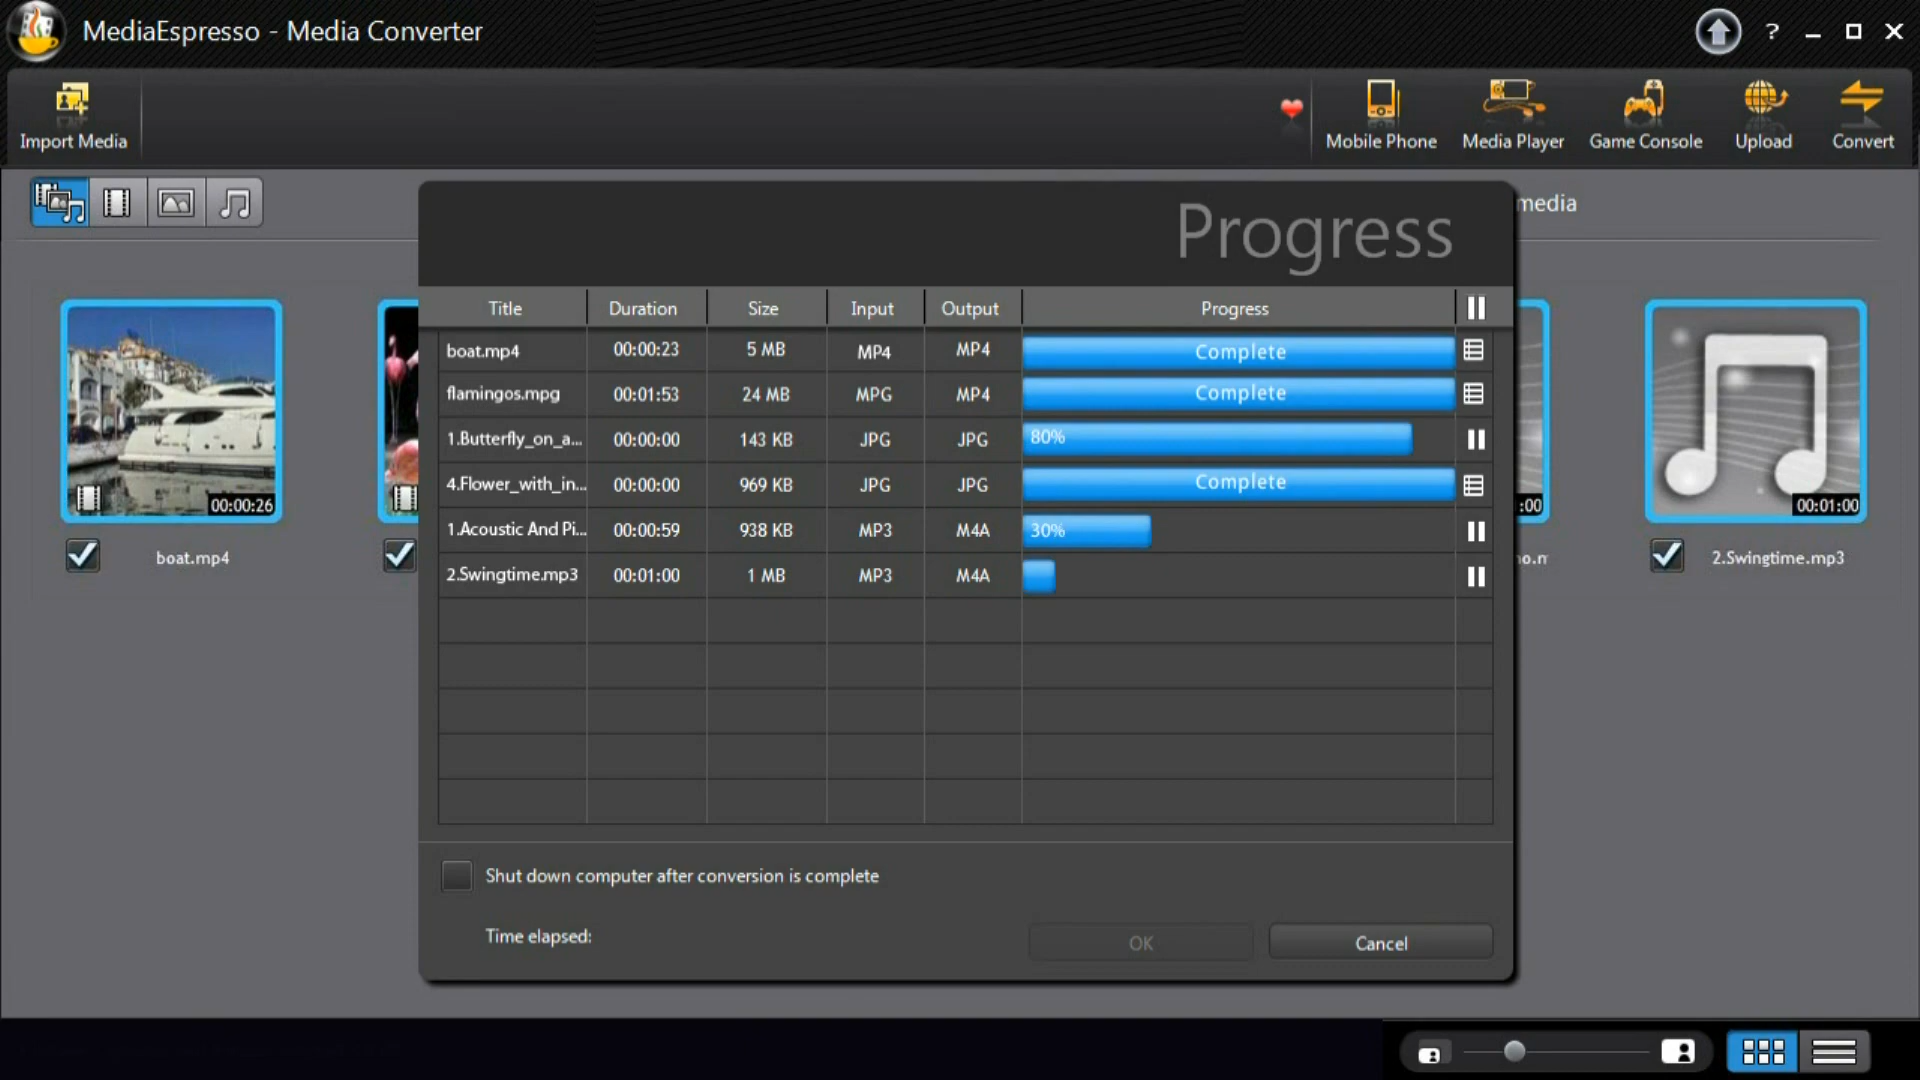 MediaEspresso - Media Converter
?
Import Media
Mobile Phone Media Player Game Console Upload Convert
media
Progress
Title Duration Size Input Output Progress
boat.mp4 00:00:23 5 MB MP4 MP4 Complete
flamingos.mpg 00:01:53 24 MB MPG MP4 Complete
1.Butterfly_on_a... 00:00:00 143 KB JPG JPG 80%
4.Flower_with_in... 00:00:00 969 KB JPG JPG Complete
1.Acoustic And Pi... 00:00:59 938 KB MP3 M4A 30%
2.Swingtime.mp3 00:01:00 1 MB MP3 M4A
00:00:26
:00
00:01:00
boat.mp4
2.Swingtime.mp3
Shut down computer after conversion is complete
Time elapsed:
OK Cancel